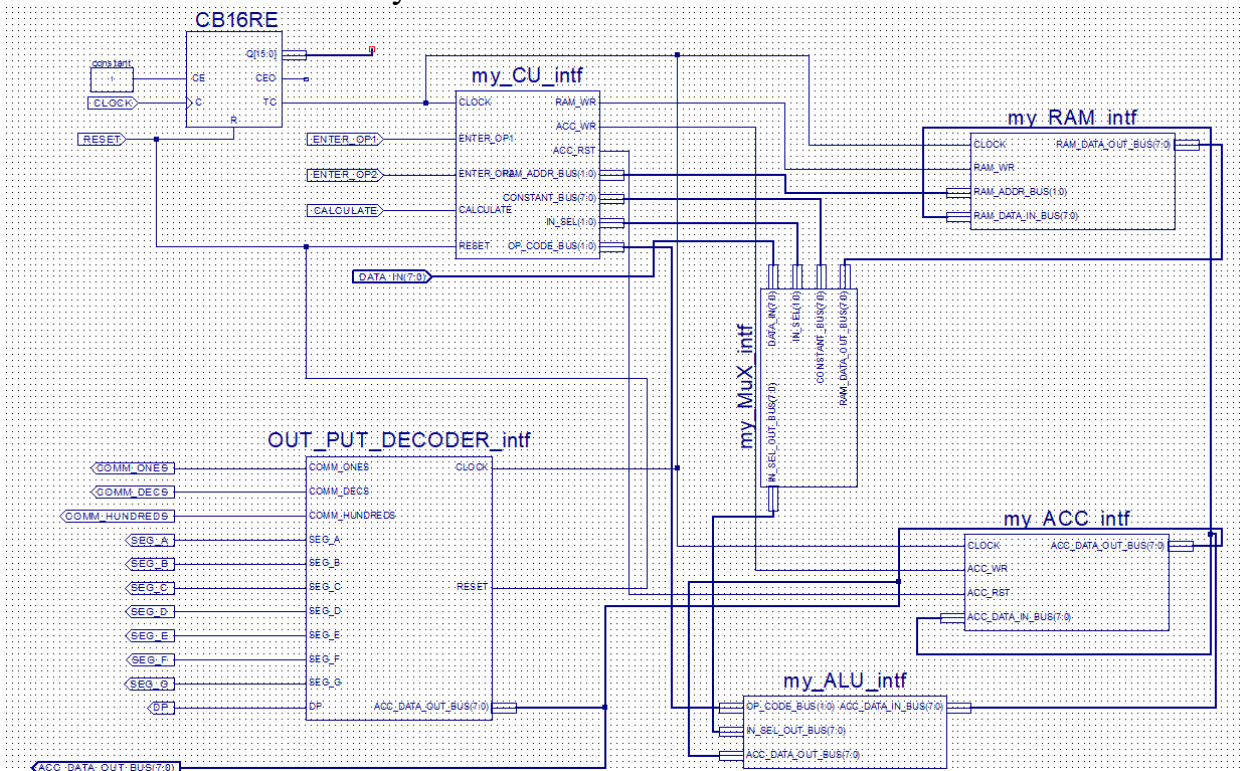 CB16RE
Q[15:0]
constant
1
CE
CEO
CLOCK
C
TC
R
RESET
my_CU_intf
CLOCK
RAM_WR
ACC_WR
ENTER_OP1
ENTER_OP1
ACC_RST
ENTER_OP2
ENTER_OP2
RAM_ADDR_BUS(1:0)
CONSTANT_BUS(7:0)
CALCULATE
CALCULATE
IN_SEL(1:0)
RESET
OP_CODE_BUS(1:0)
DATA_IN(7:0)
my_RAM_intf
CLOCK
RAM_DATA_OUT_BUS(7:0)
RAM_WR
RAM_ADDR_BUS(1:0)
RAM_DATA_IN_BUS(7:0)
my_MuX_intf
DATA_IN(7:0)
IN_SEL(1:0)
CONSTANT_BUS(7:0)
RAM_DATA_OUT_BUS(7:0)
IN_SEL_OUT_BUS(7:0)
OUT_PUT_DECODER_intf
COMM_ONES
COMM_ONES
CLOCK
COMM_DECS
COMM_DECS
COMM_HUNDREDS
COMM_HUNDREDS
SEG_A
SEG_A
SEG_B
SEG_B
SEG_C
SEG_C
RESET
SEG_D
SEG_D
SEG_E
SEG_E
SEG_F
SEG_F
SEG_G
SEG_G
DP
DP
ACC_DATA_OUT_BUS(7:0)
ACC_DATA_OUT_BUS(7:0)
my_ACC_intf
CLOCK
ACC_DATA_OUT_BUS(7:0)
ACC_WR
ACC_RST
ACC_DATA_IN_BUS(7:0)
my_ALU_intf
OP_CODE_BUS(1:0)
ACC_DATA_IN_BUS(7:0)
IN_SEL_OUT_BUS(7:0)
ACC_DATA_OUT_BUS(7:0)